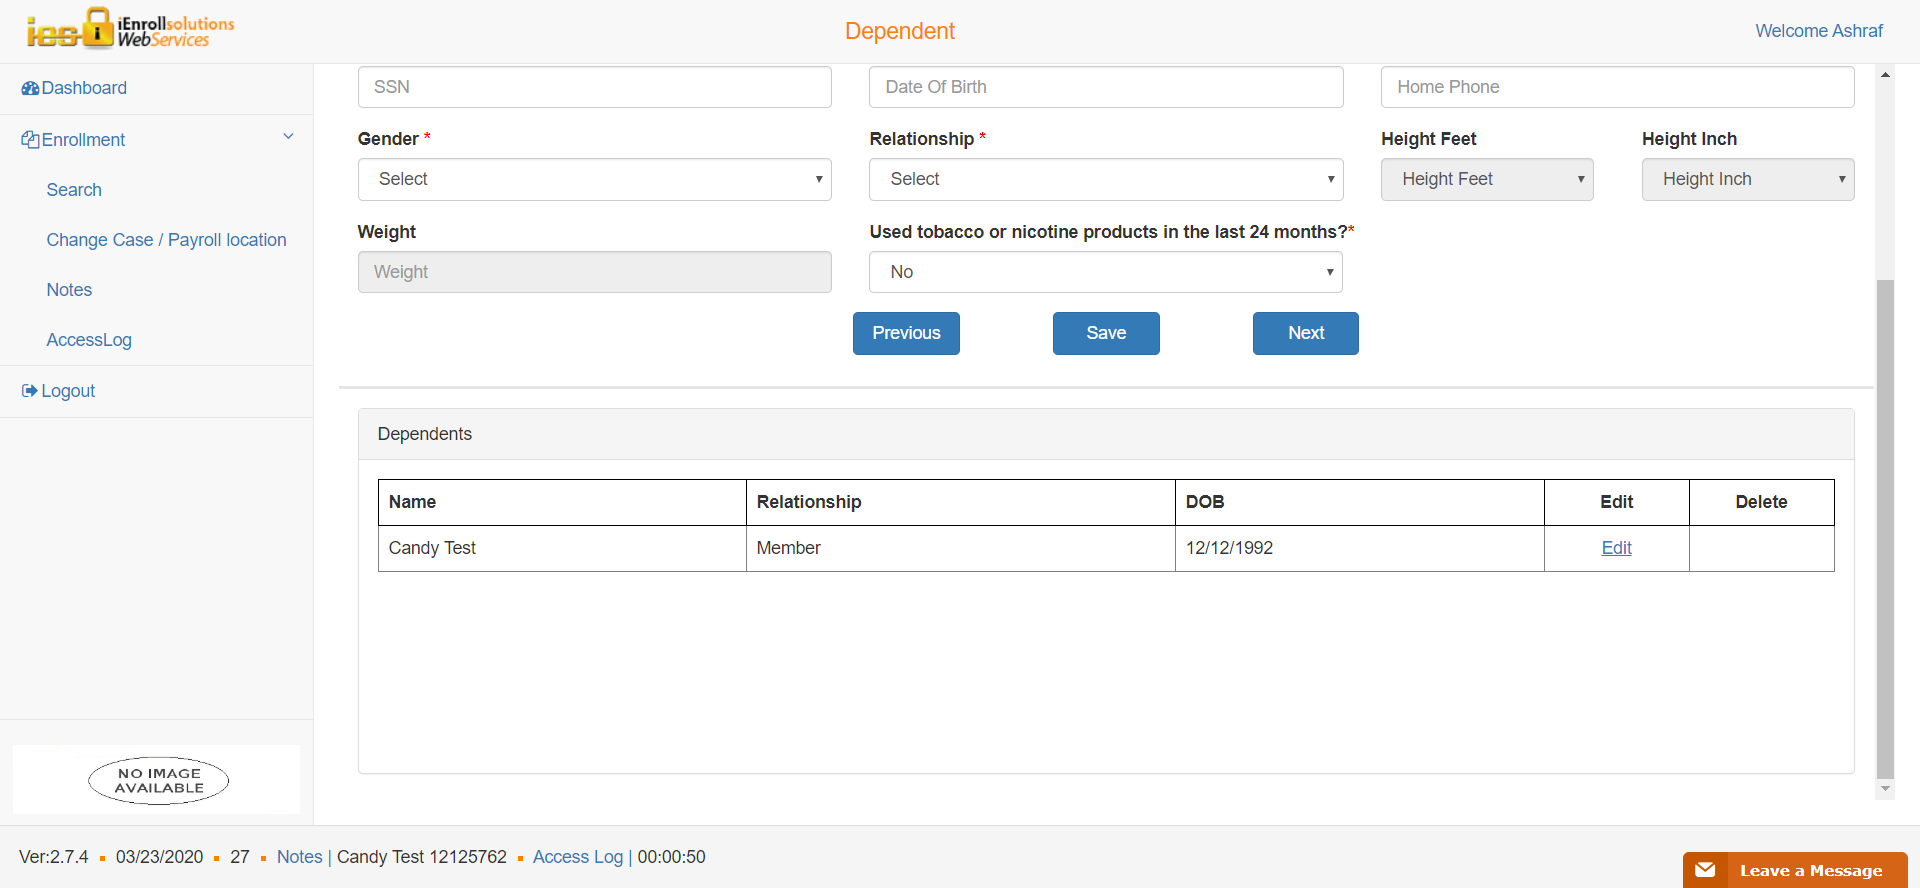 iEnrollsolutions
ies WebServices
Dependent
Welcome Ashraf
Dashboard
Enrollment
Search
Change Case / Payroll location
Notes
AccessLog
Logout
NO IMAGE
AVAILABLE
SSN
Date Of Birth
Home Phone
Gender *
Relationship *
Height Feet
Height Inch
Select
Select
Height Feet
Height Inch
Weight
Used tobacco or nicotine products in the last 24 months?*
Weight
No
Previous
Save
Next
Dependents
Name Relationship DOB Edit Delete
Candy Test Member 12/12/1992 Edit
Ver:2.7.4 ▪ 03/23/2020 ▪ 27 ▪ Notes | Candy Test 12125762 ▪ Access Log | 00:00:50
Leave a Message